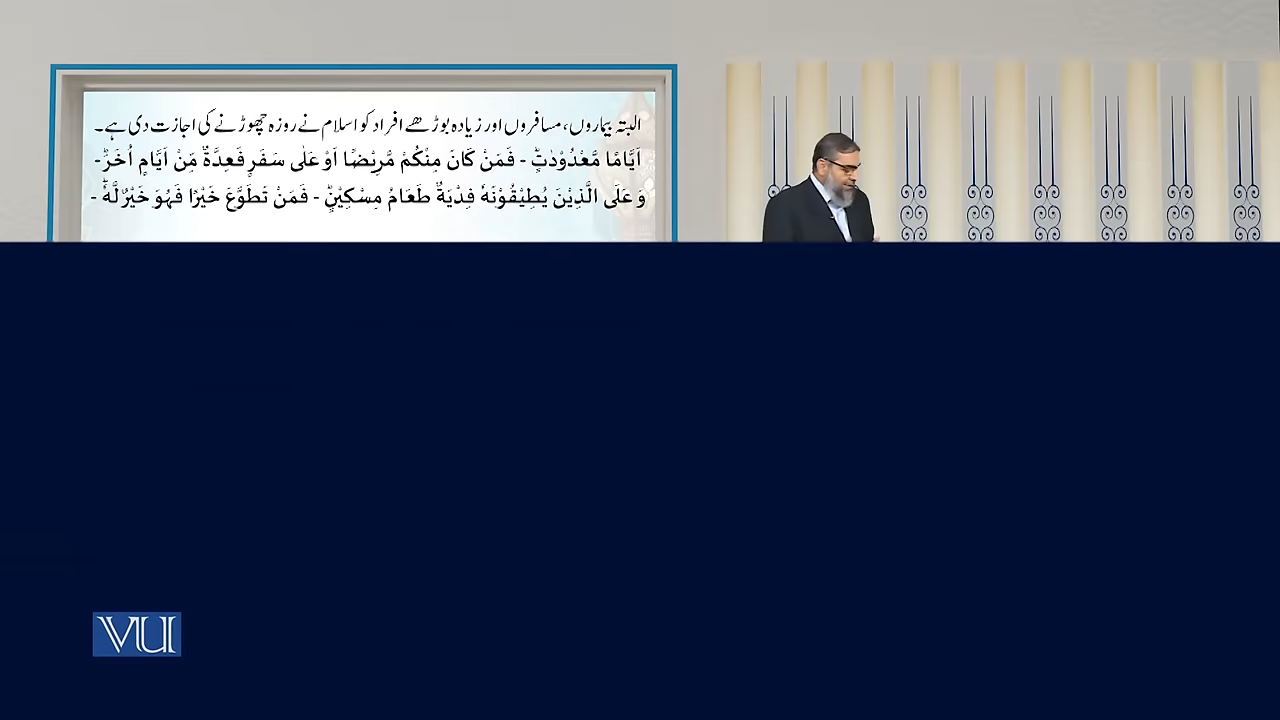 البتہ بیماروں، مسافروں اور زیادہ بوڑھے افراد کو اسلام نے روزہ چھوڑنے کی اجازت دی ہے۔
اَیَّامًا مَّعْدُوْدٰتٍؕ - فَمَنْ كَانَ مِنْكُمْ مَّرِیْضًا اَوْ عَلٰى سَفَرٍ فَعِدَّةٌ مِّنْ اَیَّامٍ اُخَرَؕ-
وَ عَلَى الَّذِیْنَ یُطِیْقُوْنَهٗ فِدْیَةٌ طَعَامُ مِسْكِیْنٍؕ - فَمَنْ تَطَوَّعَ خَیْرًا فَهُوَ خَیْرٌ لَّهٗؕ -
VU